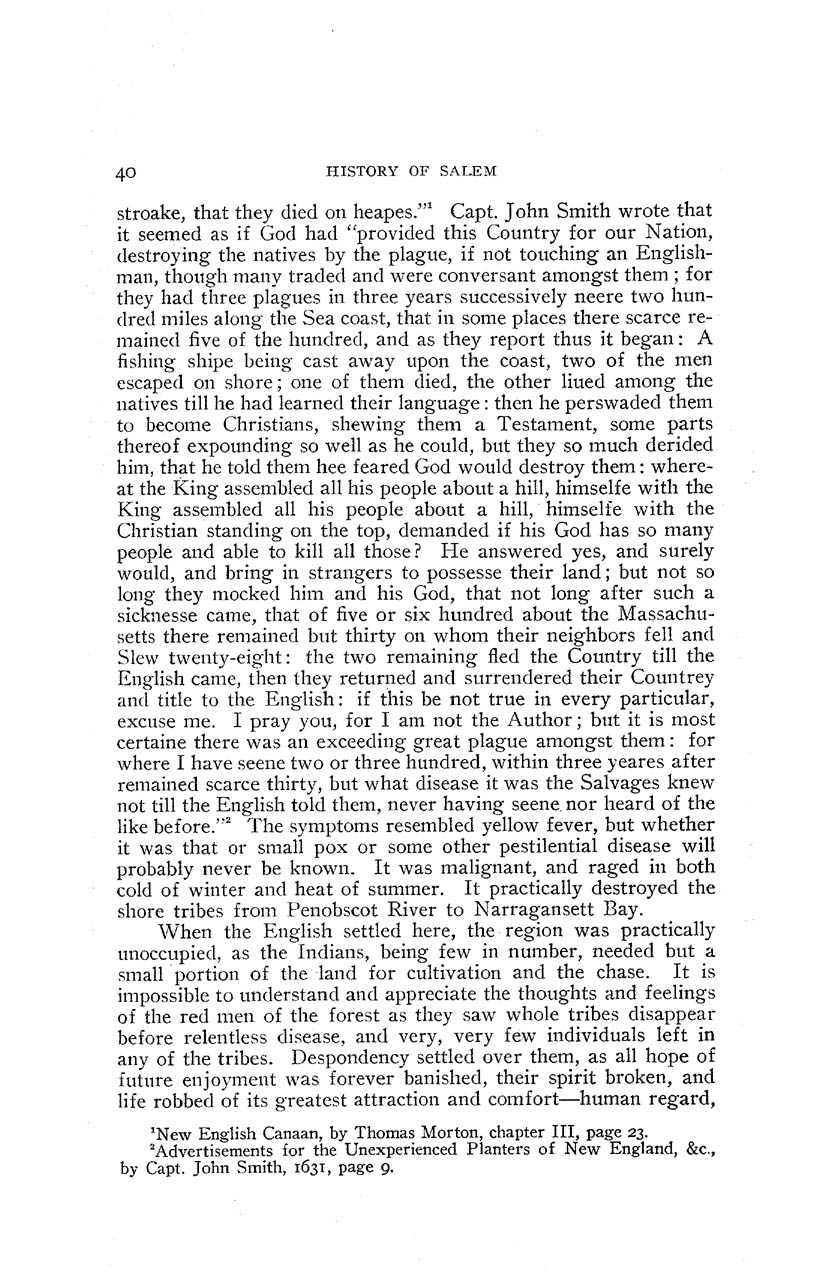 40 HISTORY OF SALEM
stroake, that they died on heapes."¹ Capt. John Smith wrote that
it seemed as if God had "provided this Country for our Nation,
destroying the natives by the plague, if not touching an English-
man, though many traded and were conversant amongst them; for
they had three plagues in three years successively neere two hun-
dred miles along the Sea coast, that in some places there scarce re-
mained five of the hundred, and as they report thus it began: A
fishing shipe being cast away upon the coast, two of the men
escaped on shore; one of them died, the other liued among the
natives till he had learned their language: then he perswaded them
to become Christians, shewing them a Testament, some parts
thereof expounding so well as he could, but they so much derided
him, that he told them hee feared God would destroy them: where-
at the King assembled all his people about a hill, himselfe with the
King assembled all his people about a hill, himselfe with the
Christian standing on the top, demanded if his God has so many
people and able to kill all those? He answered yes, and surely
would, and bring in strangers to possesse their land; but not so
long they mocked him and his God, that not long after such a
sicknesse came, that of five or six hundred about the Massachu-
setts there remained but thirty on whom their neighbors fell and
Slew twenty-eight: the two remaining fled the Country till the
English came, then they returned and surrendered their Countrey
and title to the English: if this be not true in every particular,
excuse me. I pray you, for I am not the Author; but it is most
certaine there was an exceeding great plague amongst them: for
where I have seene two or three hundred, within three yeares after
remained scarce thirty, but what disease it was the Salvages knew
not till the English told them, never having seene nor heard of the
like before."² The symptoms resembled yellow fever, but whether
it was that or small pox or some other pestilential disease will
probably never be known. It was malignant, and raged in both
cold of winter and heat of summer. It practically destroyed the
shore tribes from Penobscot River to Narragansett Bay.
When the English settled here, the region was practically
unoccupied, as the Indians, being few in number, needed but a
small portion of the land for cultivation and the chase. It is
impossible to understand and appreciate the thoughts and feelings
of the red men of the forest as they saw whole tribes disappear
before relentless disease, and very, very few individuals left in
any of the tribes. Despondency settled over them, as all hope of
future enjoyment was forever banished, their spirit broken, and
life robbed of its greatest attraction and comfort—human regard,
¹New English Canaan, by Thomas Morton, chapter III, page 23.
²Advertisements for the Unexperienced Planters of New England, &c.,
by Capt. John Smith, 1631, page 9.